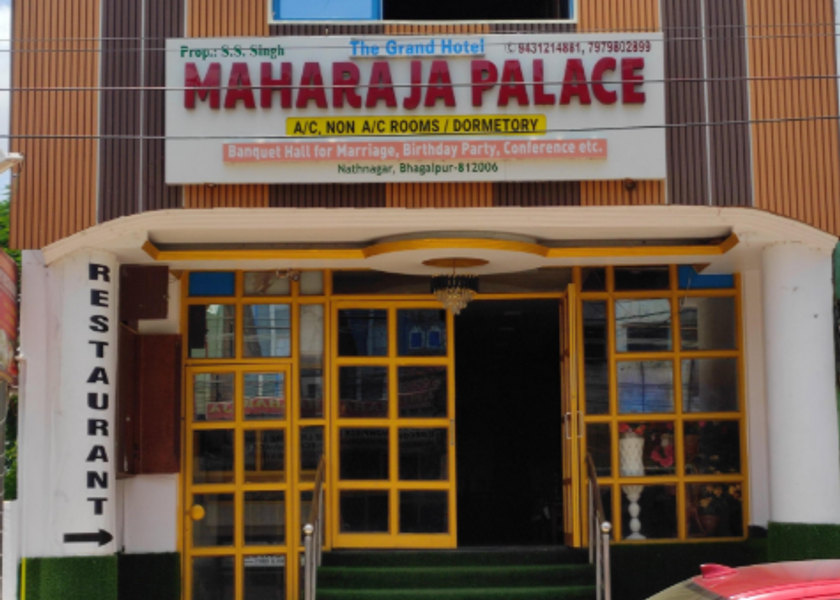 Prop.: S.S. Singh The Grand Hotel ✆ 9431214881, 7979802899
MAHARAJA PALACE
A/C, NON A/C ROOMS / DORMETORY
Banquet Hall for Marriage, Birthday Party, Conference etc.
Nathnagar, Bhagalpur-812006
RESTAURANT